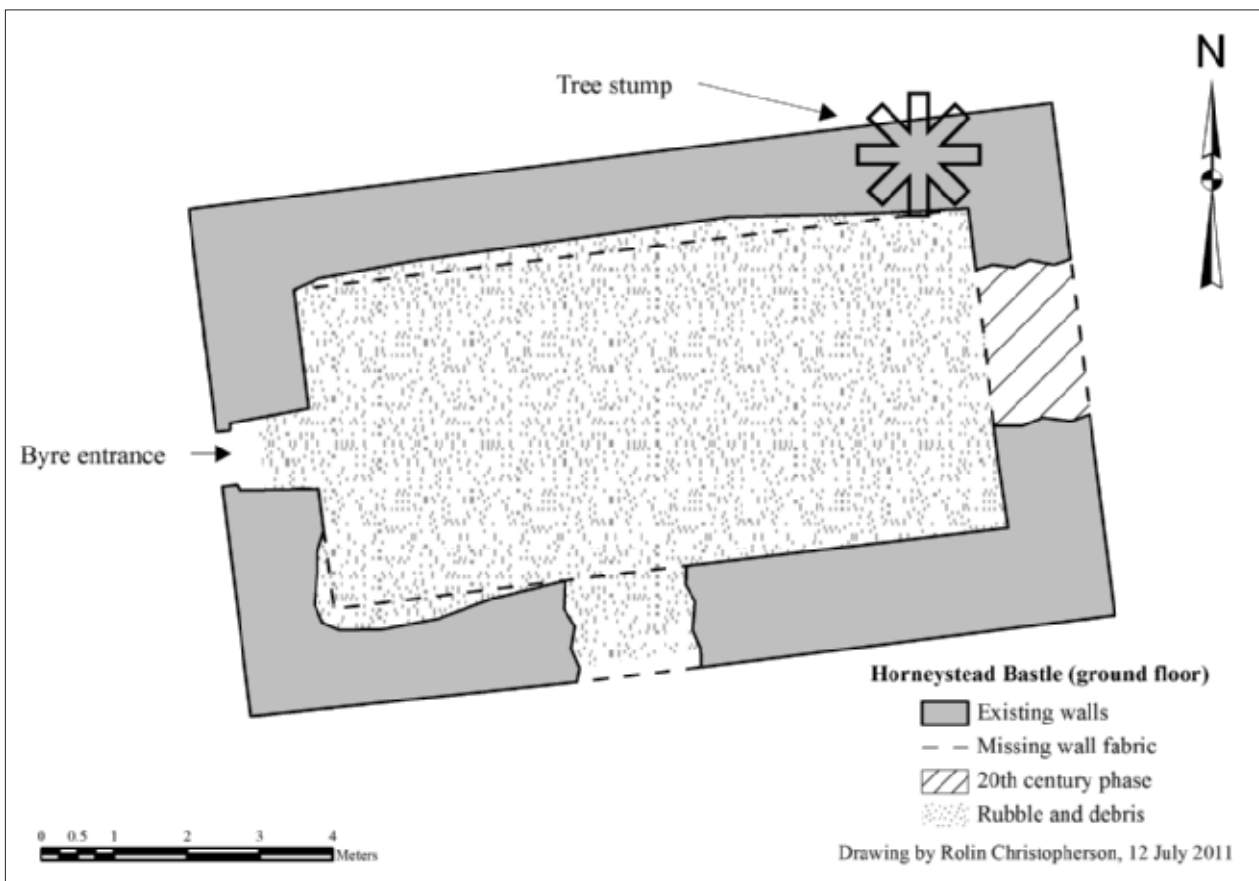 N
Tree stump
Byre entrance
Horneystead Bastle (ground floor)
Existing walls
Missing wall fabric
20th century phase
Rubble and debris
0 0.5 1 2 3 4
Meters
Drawing by Rolin Christopherson, 12 July 2011